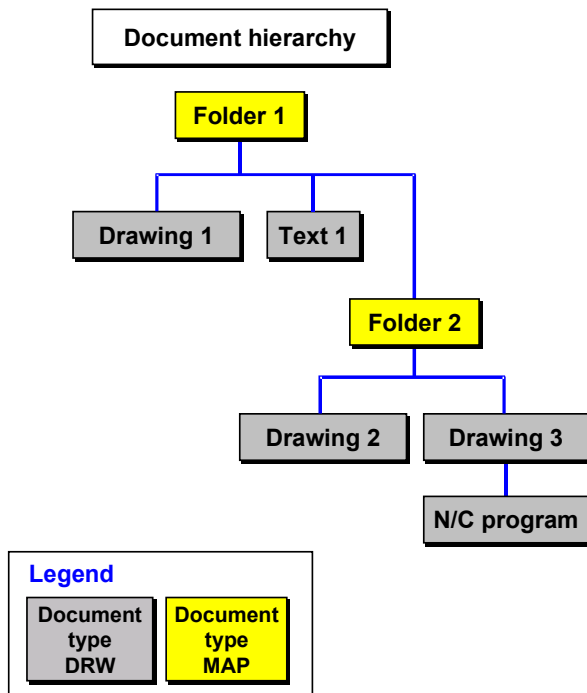 Document hierarchy
Folder 1
Drawing 1
Text 1
Folder 2
Drawing 2
Drawing 3
N/C program
Legend
Document
type
DRW
Document
type
MAP